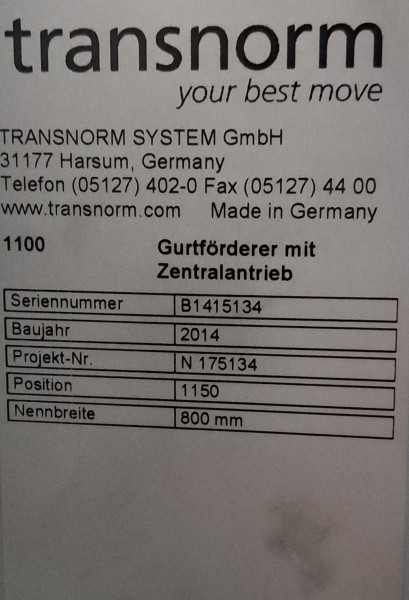 transnorm
your best move
TRANSNORM SYSTEM GmbH
31177 Harsum, Germany
Telefon (05127) 402-0 Fax (05127) 44 00
www.transnorm.com Made in Germany
1100 Gurtförderer mit
Zentralantrieb
Seriennummer B1415134
Baujahr 2014
Projekt-Nr. N 175134
Position 1150
Nennbreite 800 mm